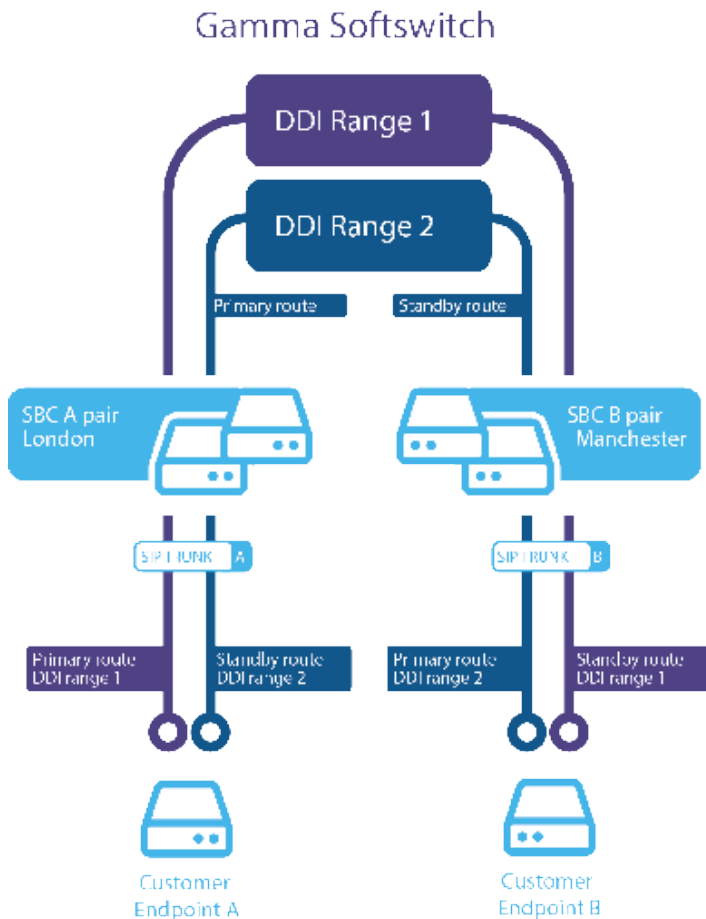 Gamma Softswitch
DDI Range 1
DDI Range 2
Primary route
Standby route
SBC A pair
London
SBC B pair
Manchester
SIP TRUNK A
SIP TRUNK B
Primary route
DDI range 1
Standby route
DDI range 2
Primary route
DDI range 2
Standby route
DDI range 1
Customer
Endpoint A
Customer
Endpoint B